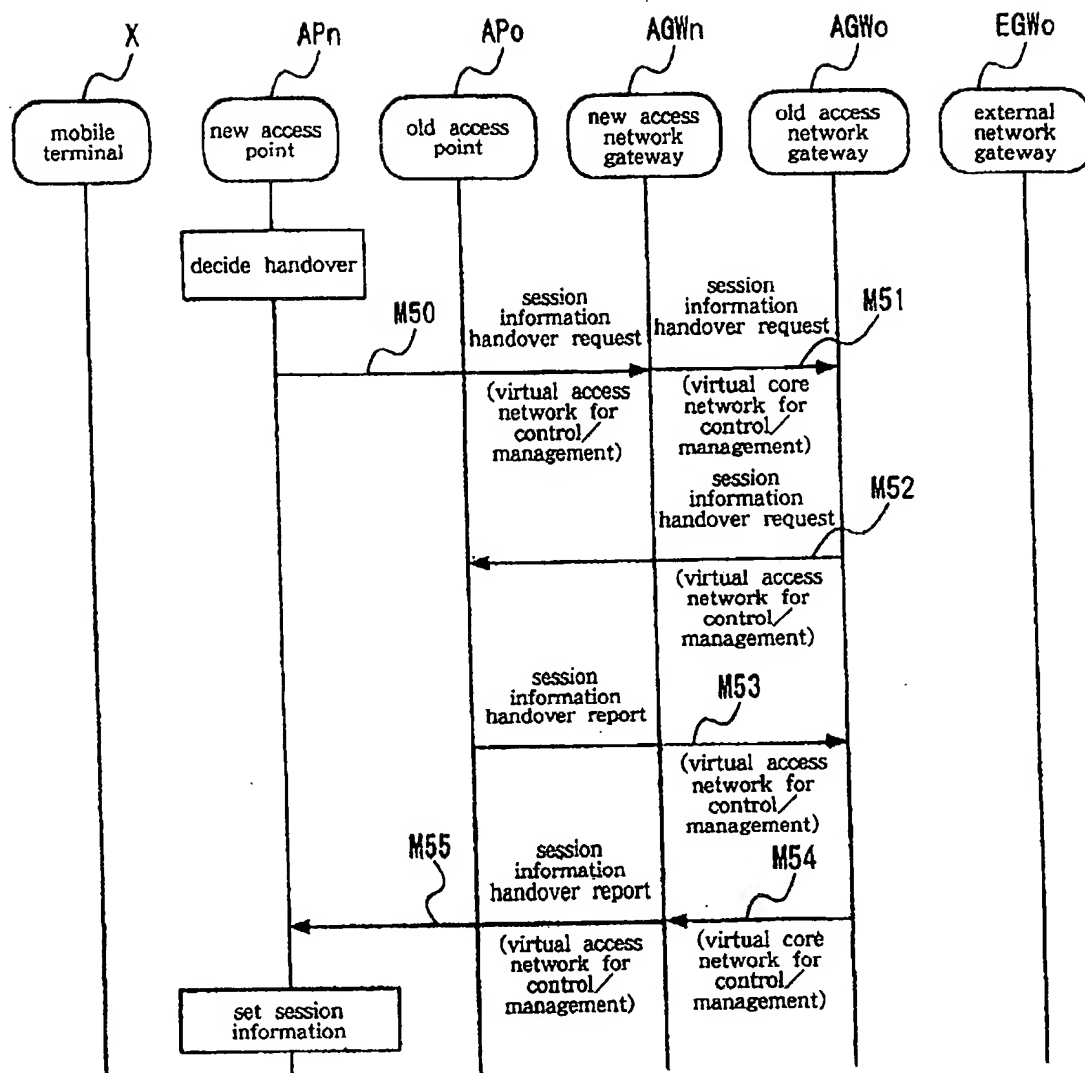 X
APn
APo
AGWn
AGWo
EGWo
mobile
terminal
new access
point
old access
point
new access
network
gateway
old access
network
gateway
external
network
gateway
decide handover
M50
session
information
handover request
session
information
handover request
M51
(virtual access
network for
control/
management)
(virtual core
network for
control/
management)
session
information
handover request
M52
(virtual access
network for
control/
management)
session
information
handover report
M53
(virtual access
network for
control/
management)
M55
session
information
handover report
M54
(virtual access
network for
control/
management)
(virtual core
network for
control/
management)
set session
information